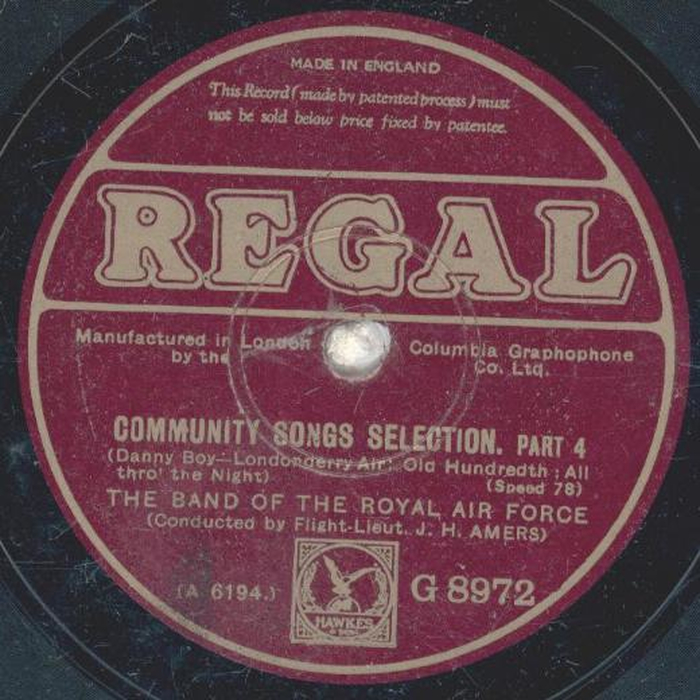 MADE IN ENGLAND
This Record (made by patented process) must
not be sold below price fixed by patentee.
REGAL
Manufactured in London
by the
Columbia Graphophone
Co. Ltd.
COMMUNITY SONGS SELECTION. PART 4
(Danny Boy—Londonderry Air: Old Hundredth : All
thro' the Night)
(Speed 78)
THE BAND OF THE ROYAL AIR FORCE
(Conducted by Flight-Lieut. J. H. AMERS)
(A 6194.)
HAWKES
& SON
G 8972